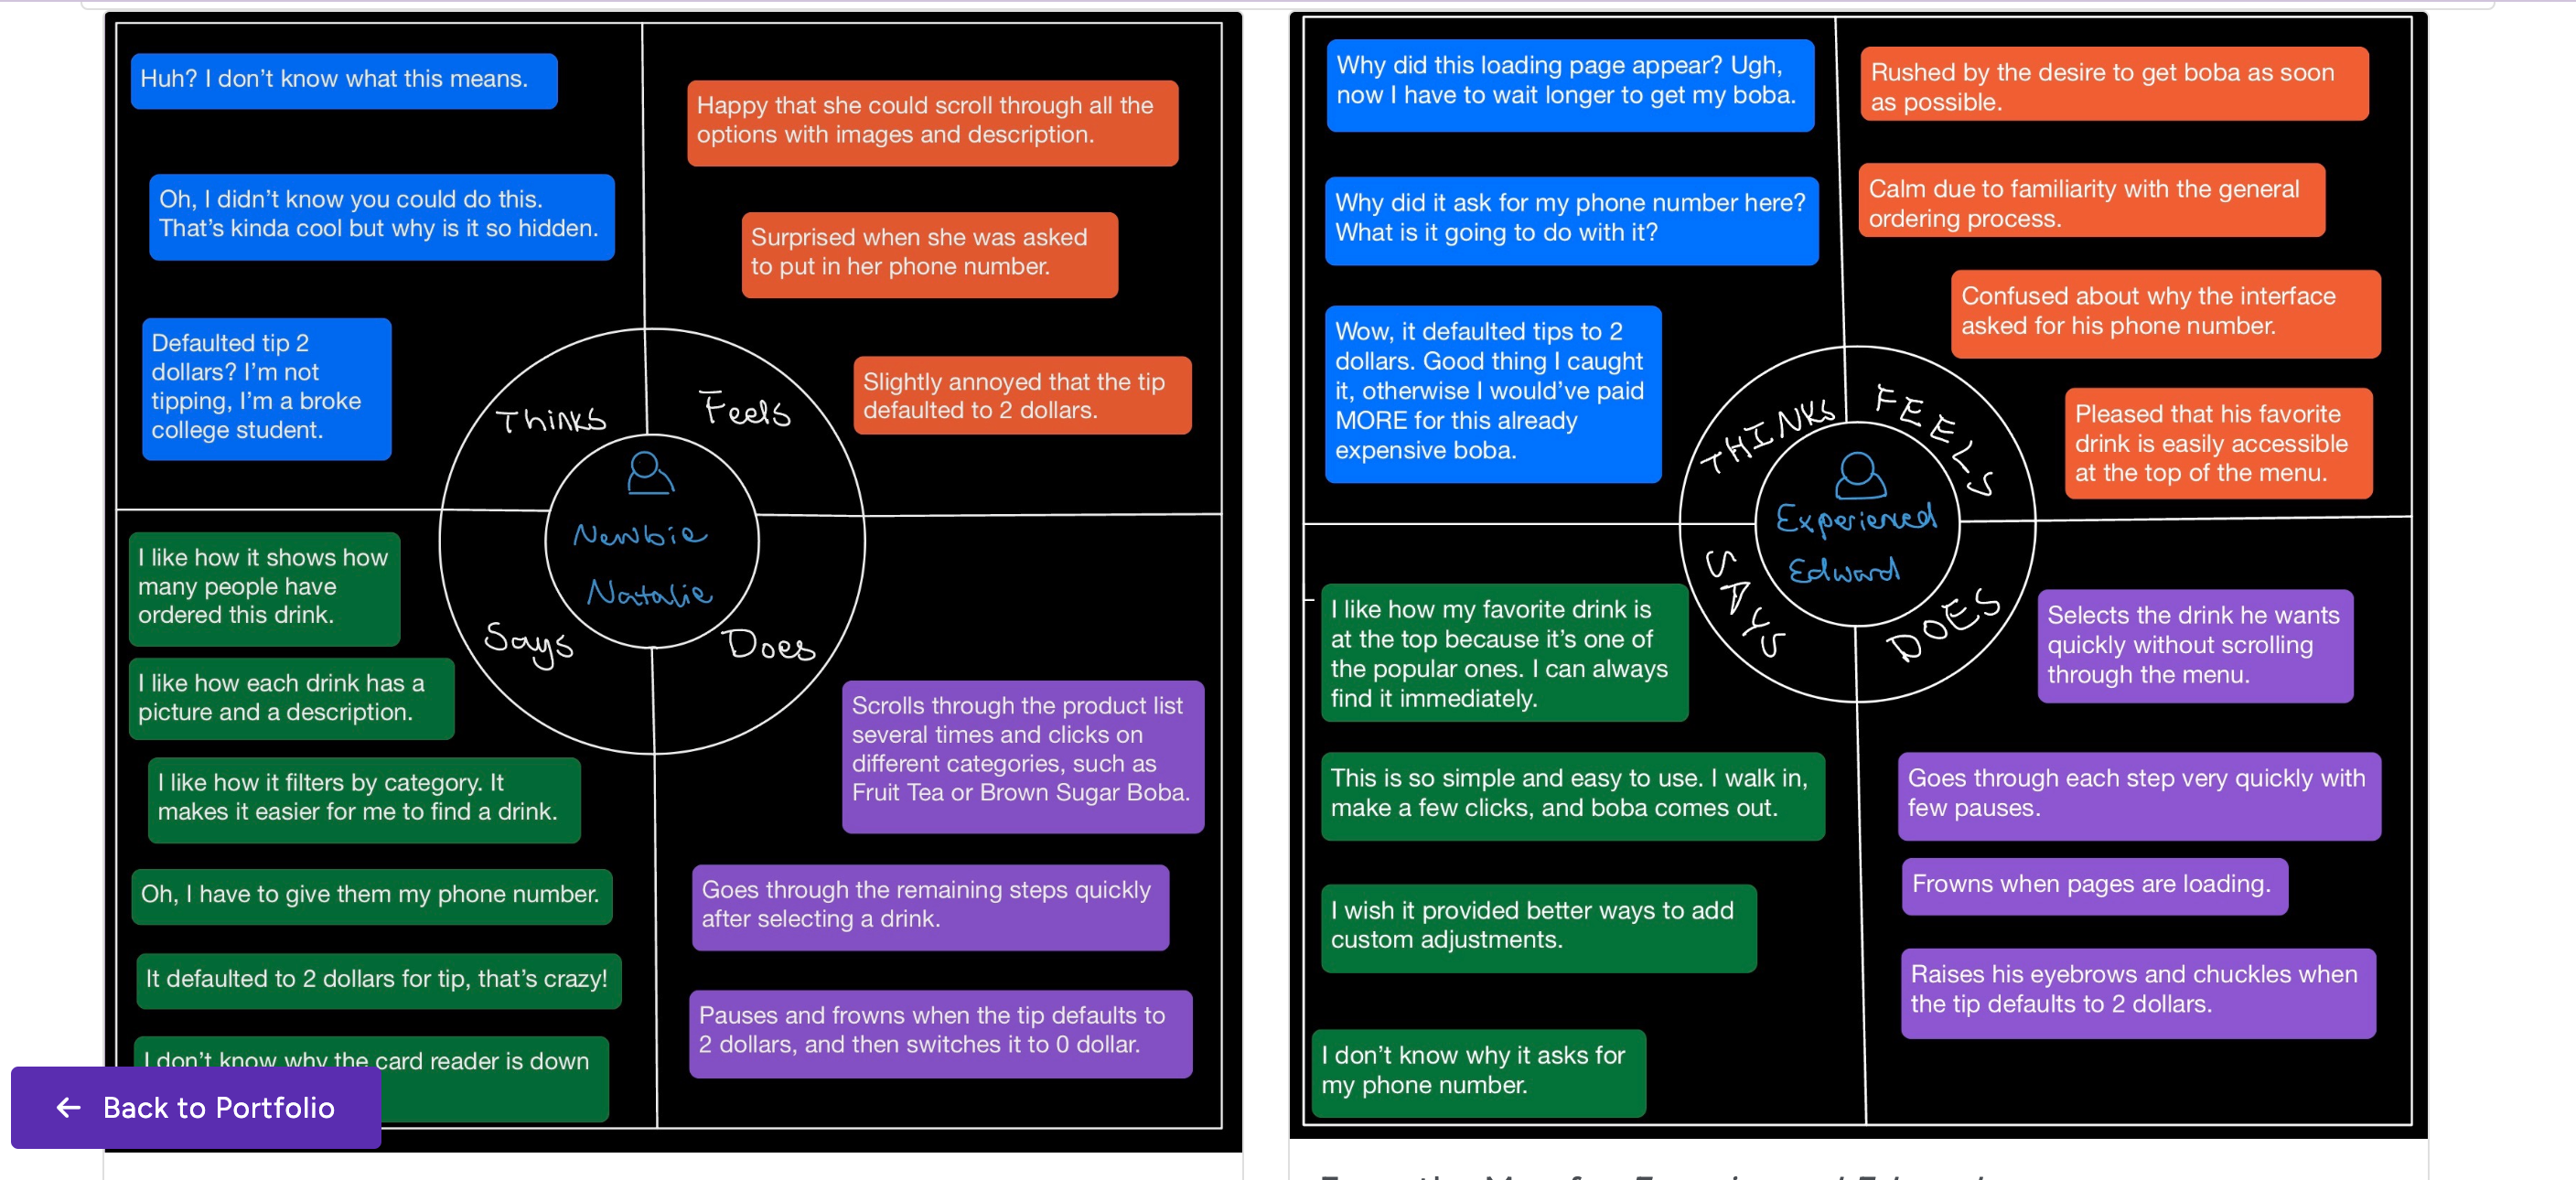 Huh? I don't know what this means.
Oh, I didn't know you could do this.
That's kinda cool but why is it so hidden.
Defaulted tip 2
dollars? I'm not
tipping, I'm a broke
college student.
Happy that she could scroll through all the
options with images and description.
Surprised when she was asked
to put in her phone number.
Slightly annoyed that the tip
defaulted to 2 dollars.
Thinks
Feels
Newbie
Natalie
Says
Does
I like how it shows how
many people have
ordered this drink.
I like how each drink has a
picture and a description.
I like how it filters by category. It
makes it easier for me to find a drink.
Oh, I have to give them my phone number.
It defaulted to 2 dollars for tip, that's crazy!
I don't know why the card reader is down
Scrolls through the product list
several times and clicks on
different categories, such as
Fruit Tea or Brown Sugar Boba.
Goes through the remaining steps quickly
after selecting a drink.
Pauses and frowns when the tip defaults to
2 dollars, and then switches it to 0 dollar.
← Back to Portfolio
Why did this loading page appear? Ugh,
now I have to wait longer to get my boba.
Why did it ask for my phone number here?
What is it going to do with it?
Wow, it defaulted tips to 2
dollars. Good thing I caught
it, otherwise I would've paid
MORE for this already
expensive boba.
Rushed by the desire to get boba as soon
as possible.
Calm due to familiarity with the general
ordering process.
Confused about why the interface
asked for his phone number.
Pleased that his favorite
drink is easily accessible
at the top of the menu.
THINKS
FEELS
Experienced
Edward
SAYS
DOES
I like how my favorite drink is
at the top because it's one of
the popular ones. I can always
find it immediately.
This is so simple and easy to use. I walk in,
make a few clicks, and boba comes out.
I wish it provided better ways to add
custom adjustments.
I don't know why it asks for
my phone number.
Selects the drink he wants
quickly without scrolling
through the menu.
Goes through each step very quickly with
few pauses.
Frowns when pages are loading.
Raises his eyebrows and chuckles when
the tip defaults to 2 dollars.